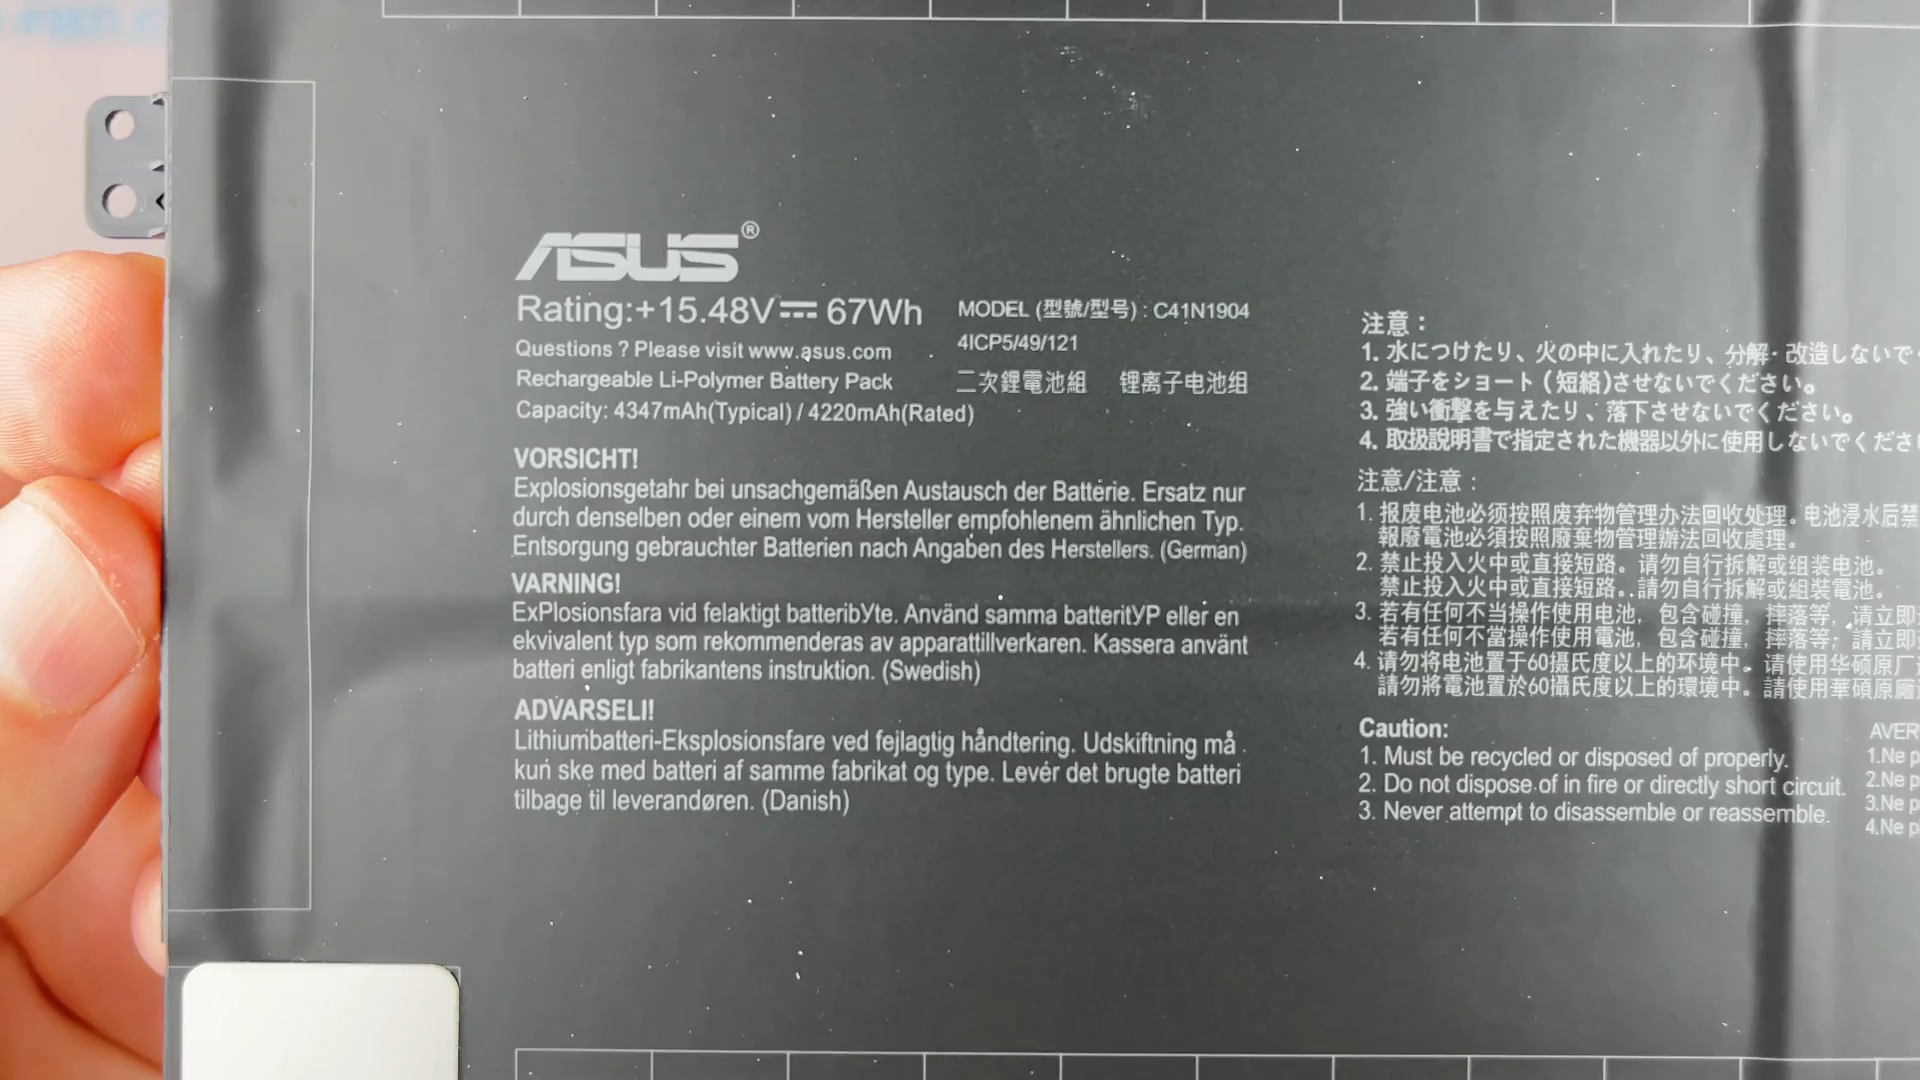 ASUS®
Rating:+15.48V⎓67Wh
Questions ? Please visit www.asus.com
Rechargeable Li-Polymer Battery Pack
Capacity: 4347mAh(Typical) / 4220mAh(Rated)
MODEL (型號/型号) : C41N1904
4ICP5/49/121
二次鋰電池組 锂离子电池组
VORSICHT!
Explosionsgetahr bei unsachgemäßen Austausch der Batterie. Ersatz nur
durch denselben oder einem vom Hersteller empfohlenem ähnlichen Typ.
Entsorgung gebrauchter Batterien nach Angaben des Herstellers. (German)
VARNING!
ExPlosionsfara vid felaktigt batteribYte. Använd samma batteritYP eller en
ekvivalent typ som rekommenderas av apparattillverkaren. Kassera använt
batteri enligt fabrikantens instruktion. (Swedish)
ADVARSELI!
Lithiumbatteri-Eksplosionsfare ved fejlagtig håndtering. Udskiftning må
kun ske med batteri af samme fabrikat og type. Levér det brugte batteri
tilbage til leverandøren. (Danish)
注意：
1. 水につけたり、火の中に入れたり、分解・改造しないで
2. 端子をショート(短絡)させないでください。
3. 強い衝撃を与えたり、落下させないでください。
4. 取扱説明書で指定された機器以外に使用しないでくださ
注意/注意：
1. 报废电池必须按照废弃物管理办法回收处理。电池浸水后禁
報廢電池必須按照廢棄物管理辦法回收處理。
2. 禁止投入火中或直接短路。请勿自行拆解或组装电池。
禁止投入火中或直接短路。請勿自行拆解或組裝電池。
3. 若有任何不当操作使用电池，包含碰撞，摔落等，请立即
若有任何不當操作使用電池，包含碰撞，摔落等，請立即
4. 请勿将电池置于60摄氏度以上的环境中。请使用华硕原厂
請勿將電池置於60攝氏度以上的環境中。請使用華碩原廠
Caution:
1. Must be recycled or disposed of properly.
2. Do not dispose of in fire or directly short circuit.
3. Never attempt to disassemble or reassemble.
AVER
1.Ne p
2.Ne p
3.Ne p
4.Ne p